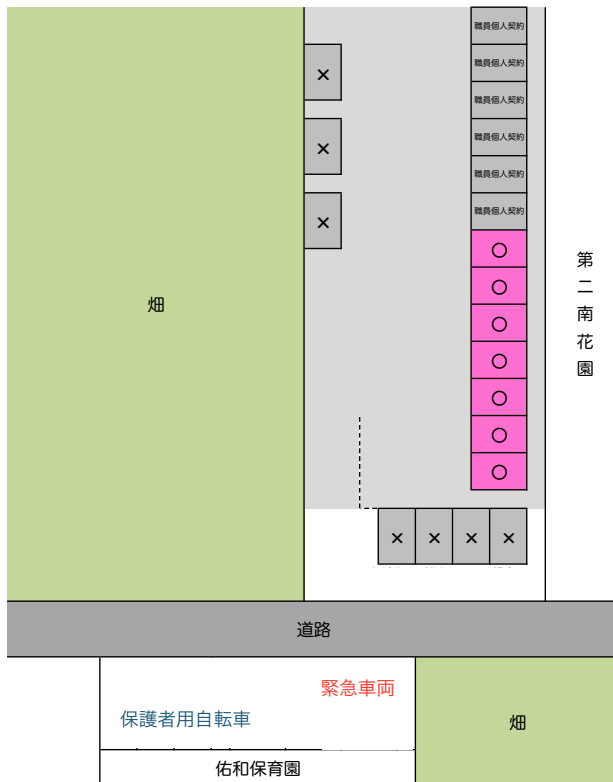 職員個人契約
職員個人契約
× 職員個人契約
職員個人契約
× 職員個人契約
× 職員個人契約
○
○
○
○
○
○
○
畑
第二南花園
× × × ×
道路
緊急車両
保護者用自転車
畑
佑和保育園